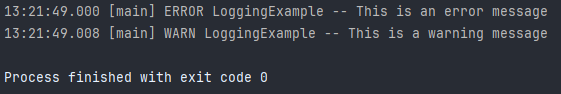 13:21:49.000 [main] ERROR LoggingExample -- This is an error message
13:21:49.008 [main] WARN LoggingExample -- This is a warning message
Process finished with exit code 0